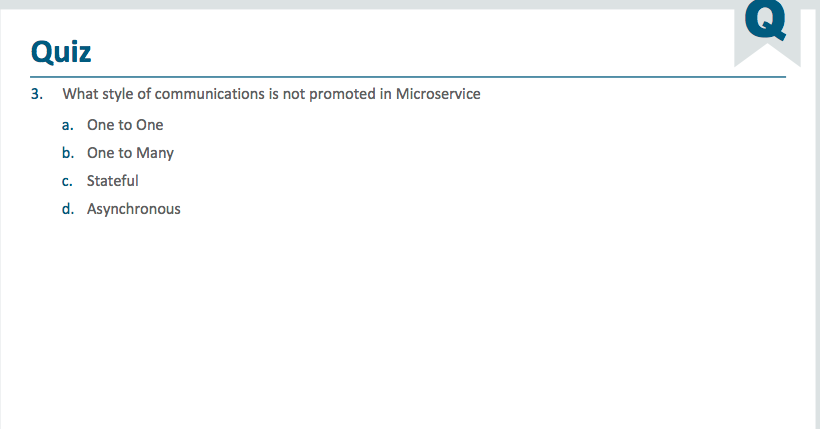 Q
Quiz
3. What style of communications is not promoted in Microservice
a. One to One
b. One to Many
c. Stateful
d. Asynchronous